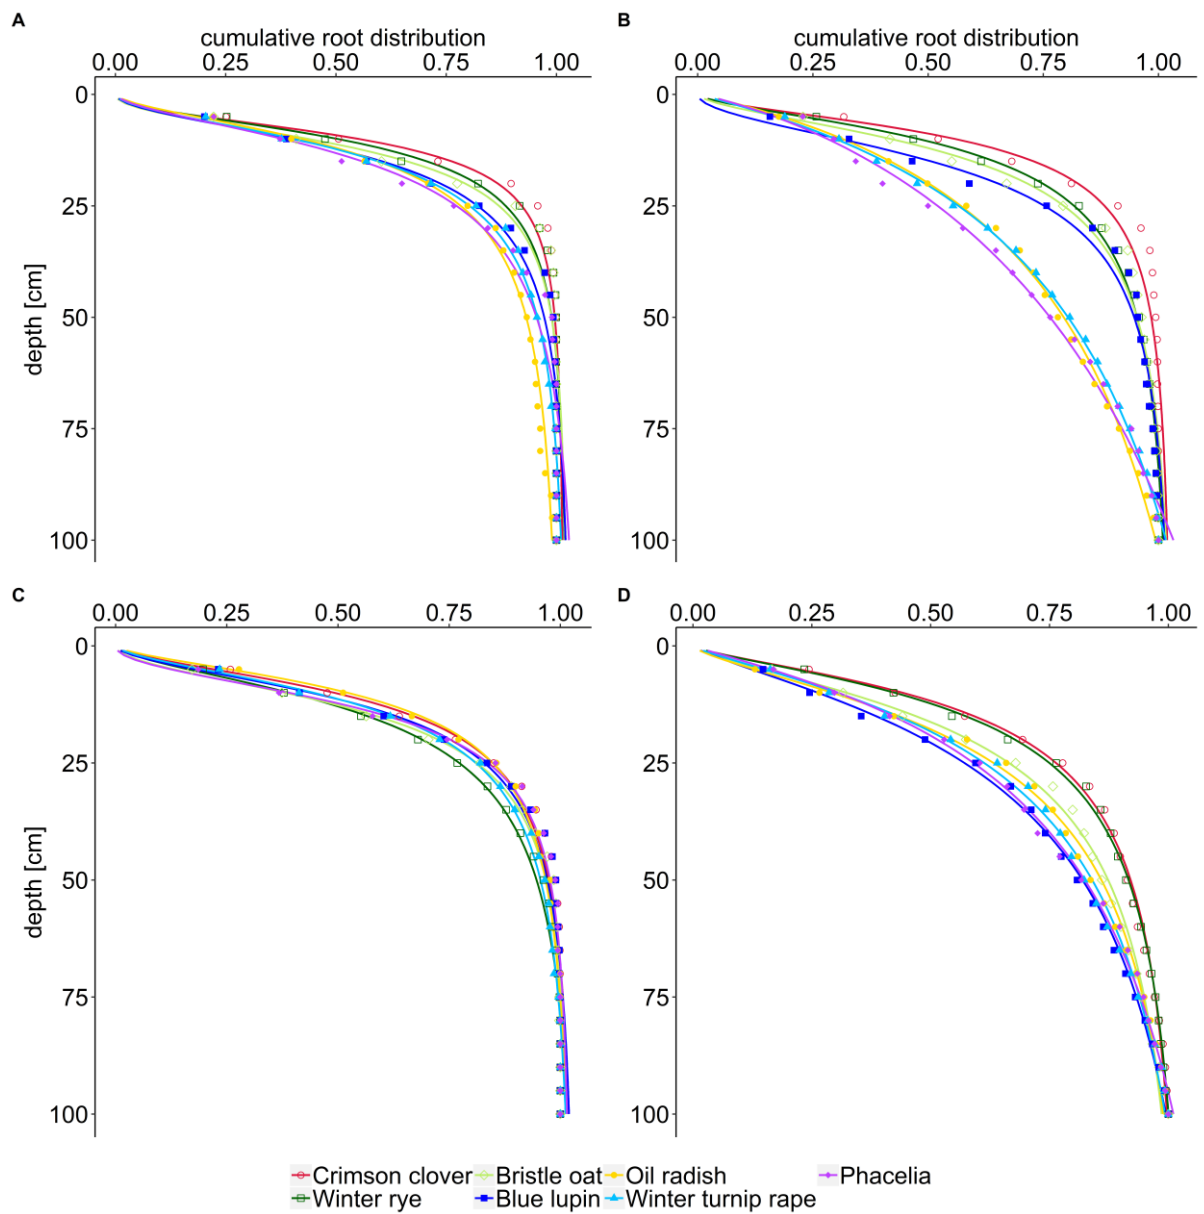 A
B
cumulative root distribution
cumulative root distribution
0.00 0.25 0.50 0.75 1.00
0.00 0.25 0.50 0.75 1.00
0
25
50
75
100
depth [cm]
0
25
50
75
100
C
D
0.00 0.25 0.50 0.75 1.00
0.00 0.25 0.50 0.75 1.00
0
25
50
75
100
depth [cm]
0
25
50
75
100
Crimson clover Bristle oat Oil radish Phacelia
Winter rye Blue lupin Winter turnip rape